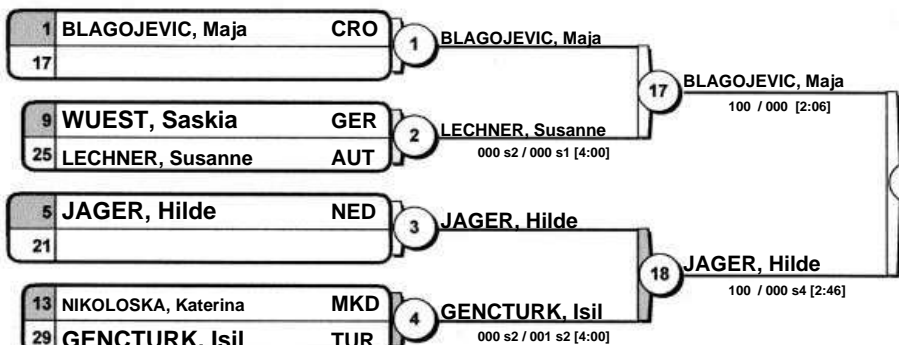 1 BLAGOJEVIC, Maja CRO
17
1 BLAGOJEVIC, Maja
9 WUEST, Saskia GER
25 LECHNER, Susanne AUT
2 LECHNER, Susanne
000 s2 / 000 s1 [4:00]
17 BLAGOJEVIC, Maja
100 / 000 [2:06]
5 JAGER, Hilde NED
21
3 JAGER, Hilde
13 NIKOLOSKA, Katerina MKD
29 GENCTURK, Isil TUR
4 GENCTURK, Isil
000 s2 / 001 s2 [4:00]
18 JAGER, Hilde
100 / 000 s4 [2:46]